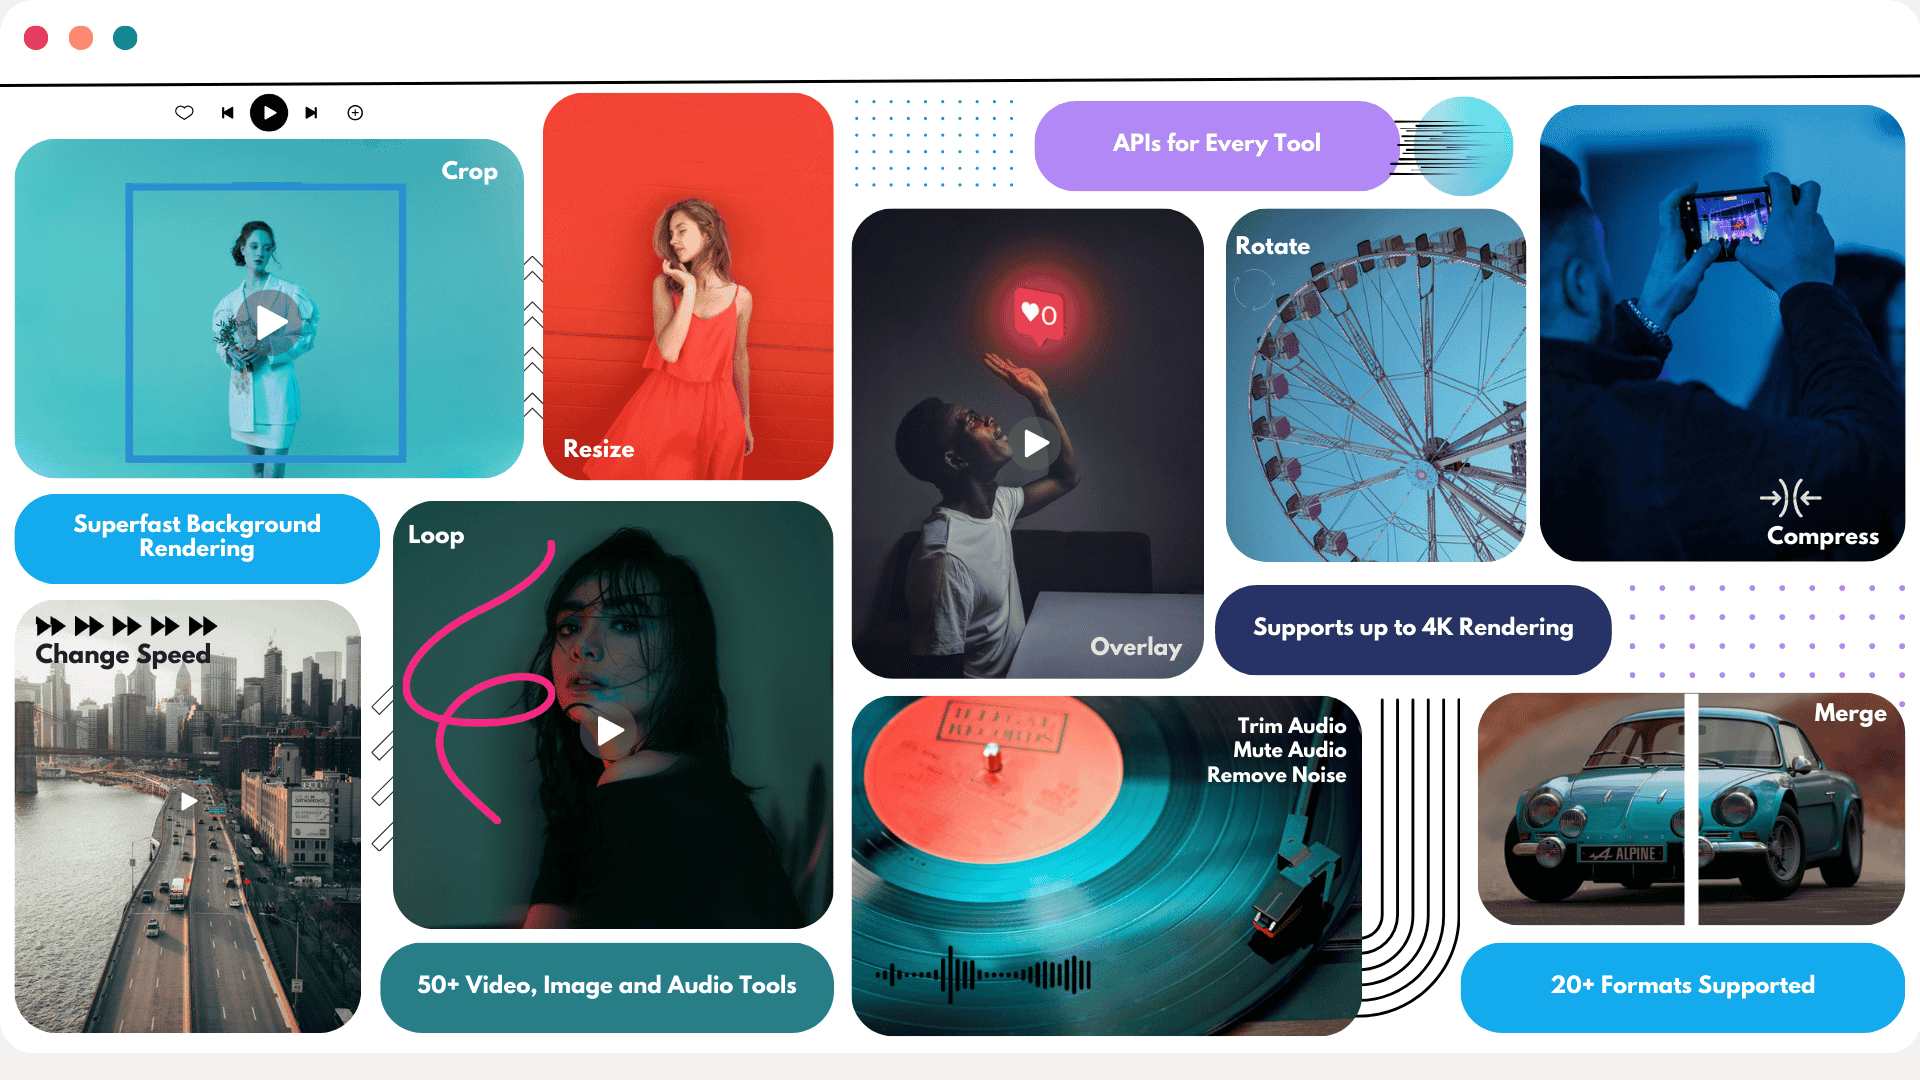 Crop
Resize
APIs for Every Tool
Rotate
0
Compress
Superfast Background
Rendering
Loop
Change Speed
Overlay
Supports up to 4K Rendering
Trim Audio
Mute Audio
Remove Noise
Merge
ALPINE
50+ Video, Image and Audio Tools
20+ Formats Supported